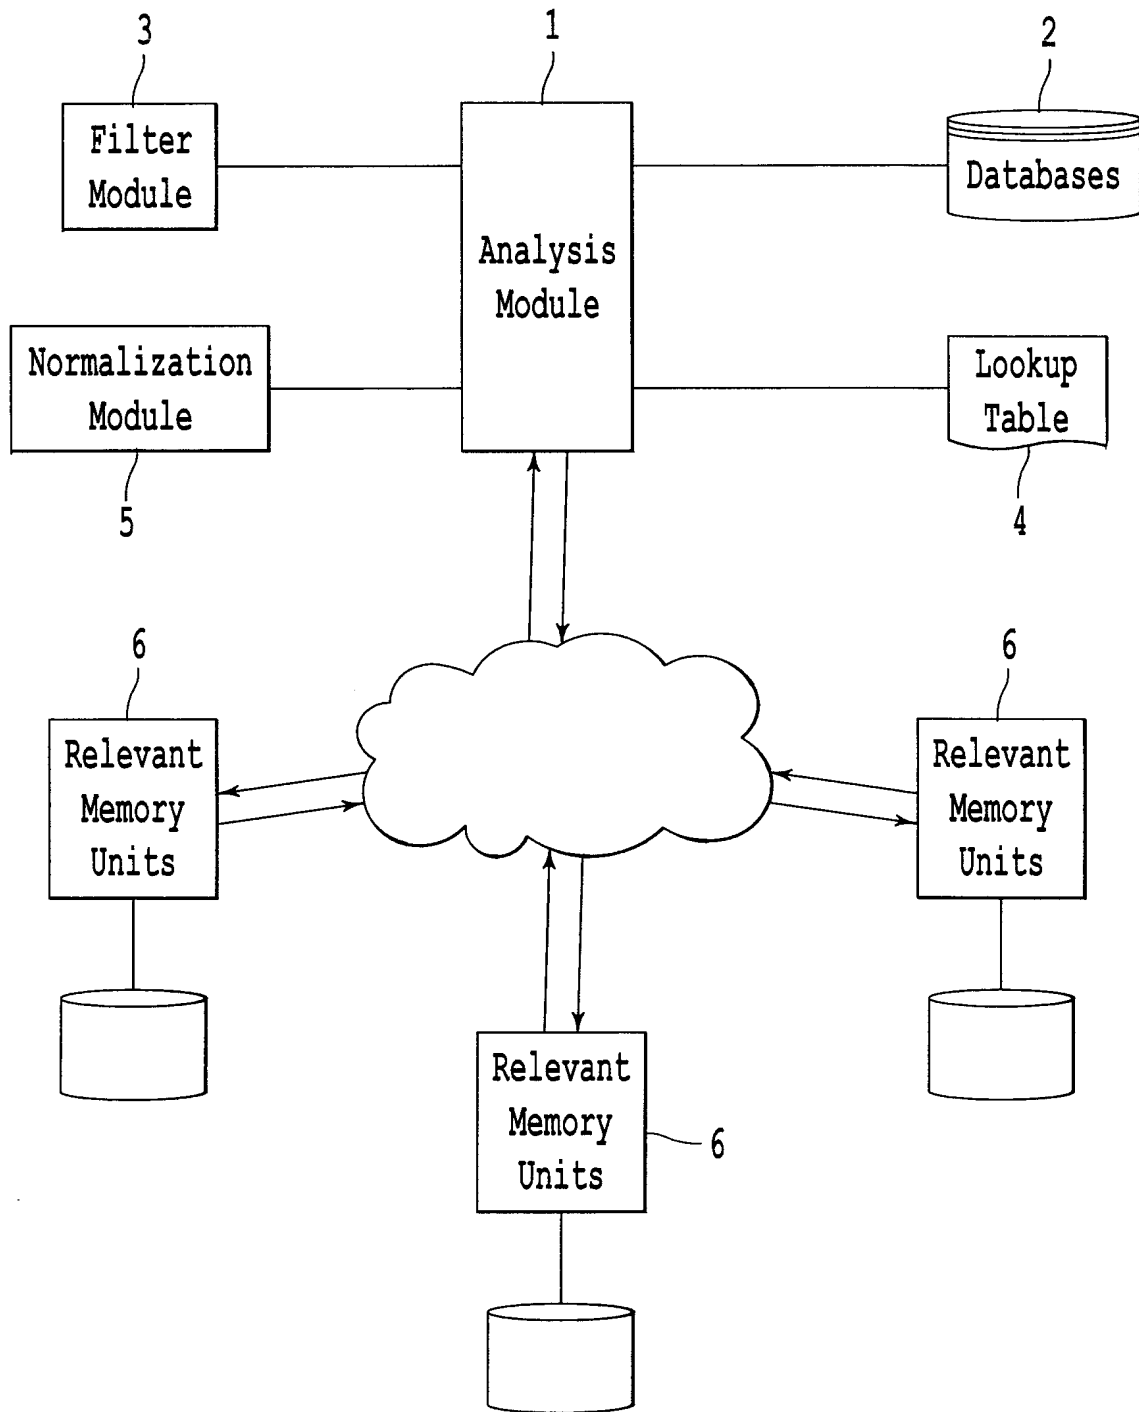 3
1
2
Filter
Module
Databases
Analysis
Module
Normalization
Module
Lookup
Table
5
4
6
6
Relevant
Memory
Units
Relevant
Memory
Units
Relevant
Memory
Units
6